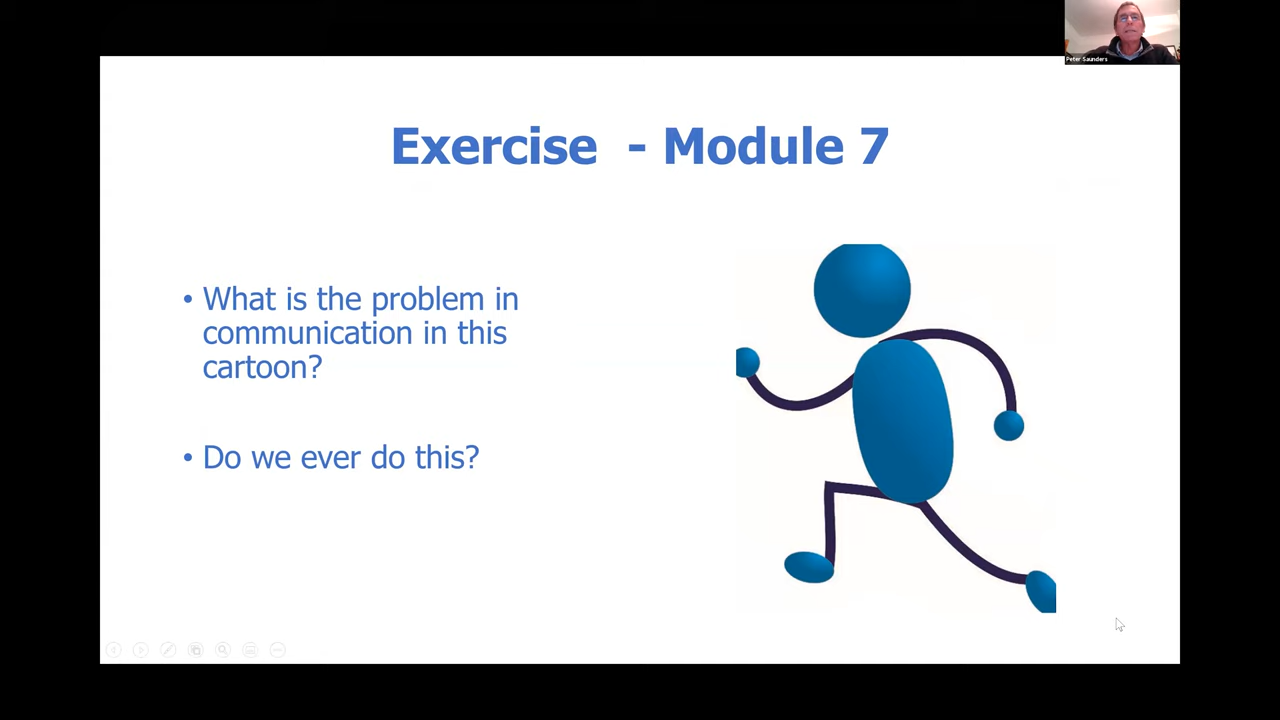 Peter Saunders
Exercise - Module 7
• What is the problem in
communication in this
cartoon?
• Do we ever do this?